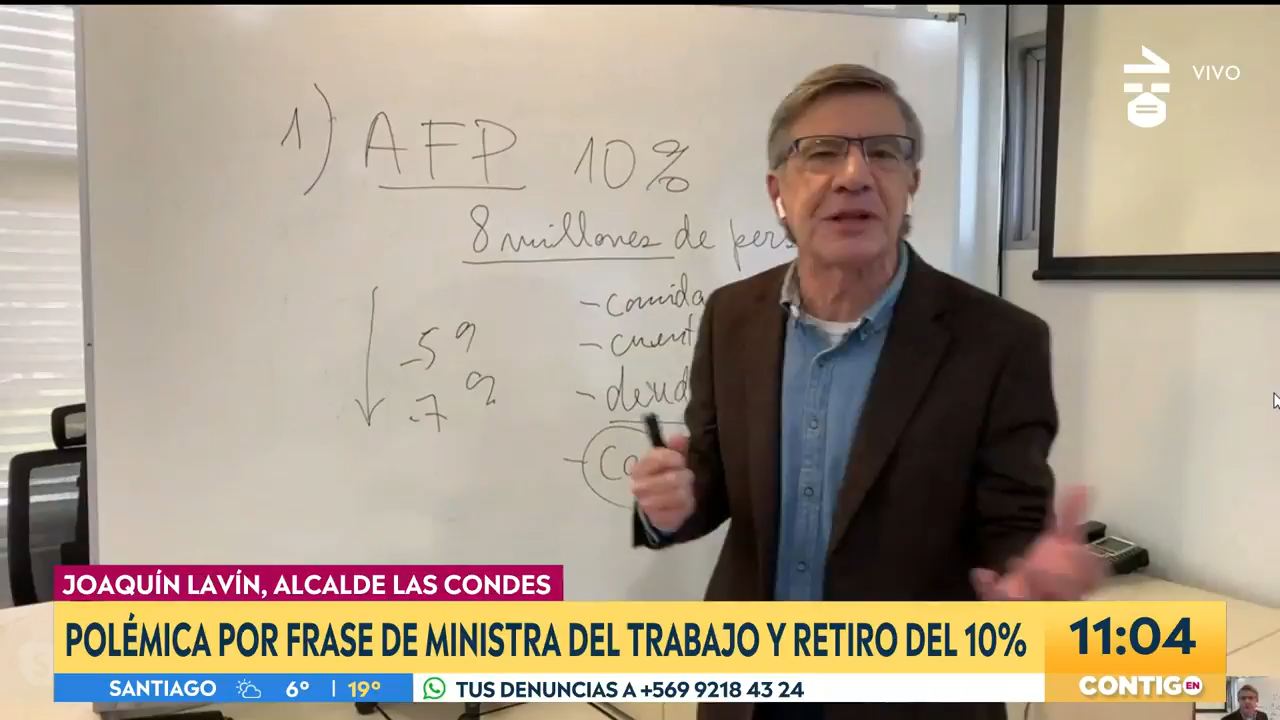 VIVO
1) AFP 10%
8 millones de pers
- comida
-5
- cuent
-7
- deud
- Ca
JOAQUÍN LAVÍN, ALCALDE LAS CONDES
POLÉMICA POR FRASE DE MINISTRA DEL TRABAJO Y RETIRO DEL 10%
11:04
SANTIAGO 6° 19° TUS DENUNCIAS A +569 9218 43 24
CONTIGO EN